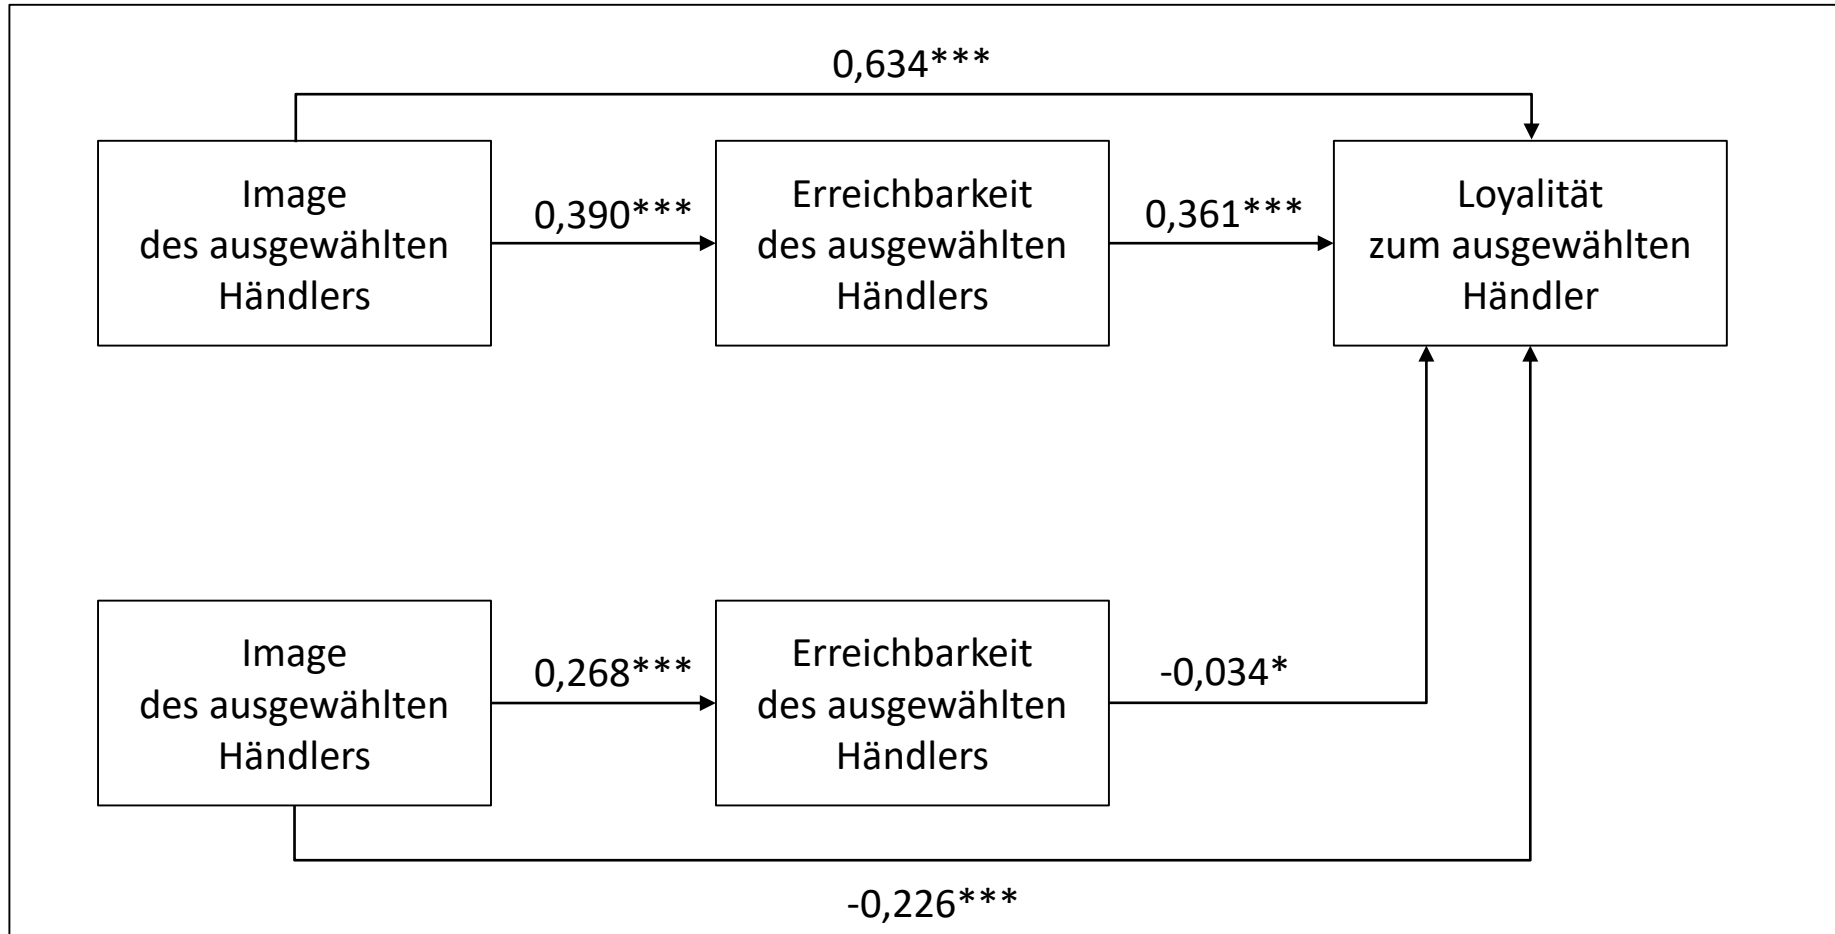 0,634***
Image
des ausgewählten
Händlers
0,390***
Erreichbarkeit
des ausgewählten
Händlers
0,361***
Loyalität
zum ausgewählten
Händler
Image
des ausgewählten
Händlers
0,268***
Erreichbarkeit
des ausgewählten
Händlers
-0,034*
-0,226***